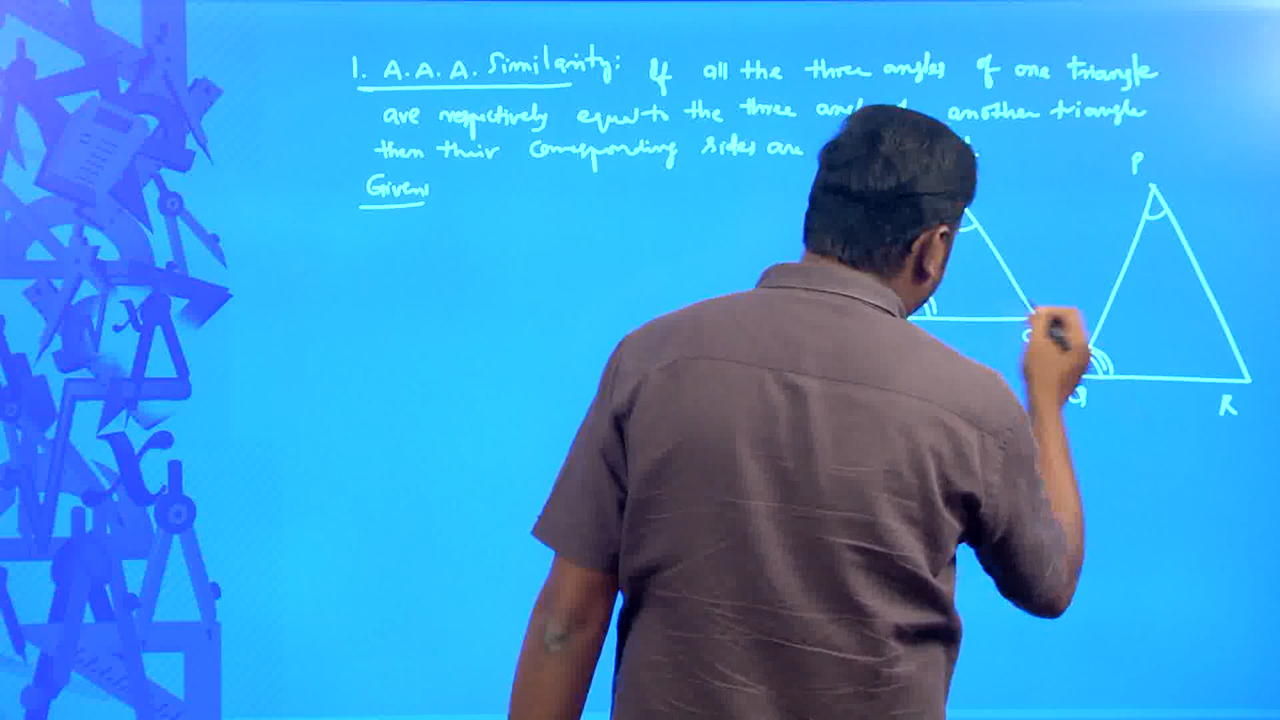 1. A.A.A. Similarity: If all the three angles of one triangle
are respectively equal to the three another triangle
then their corresponding sides are
Given:
P
Q R
x
x